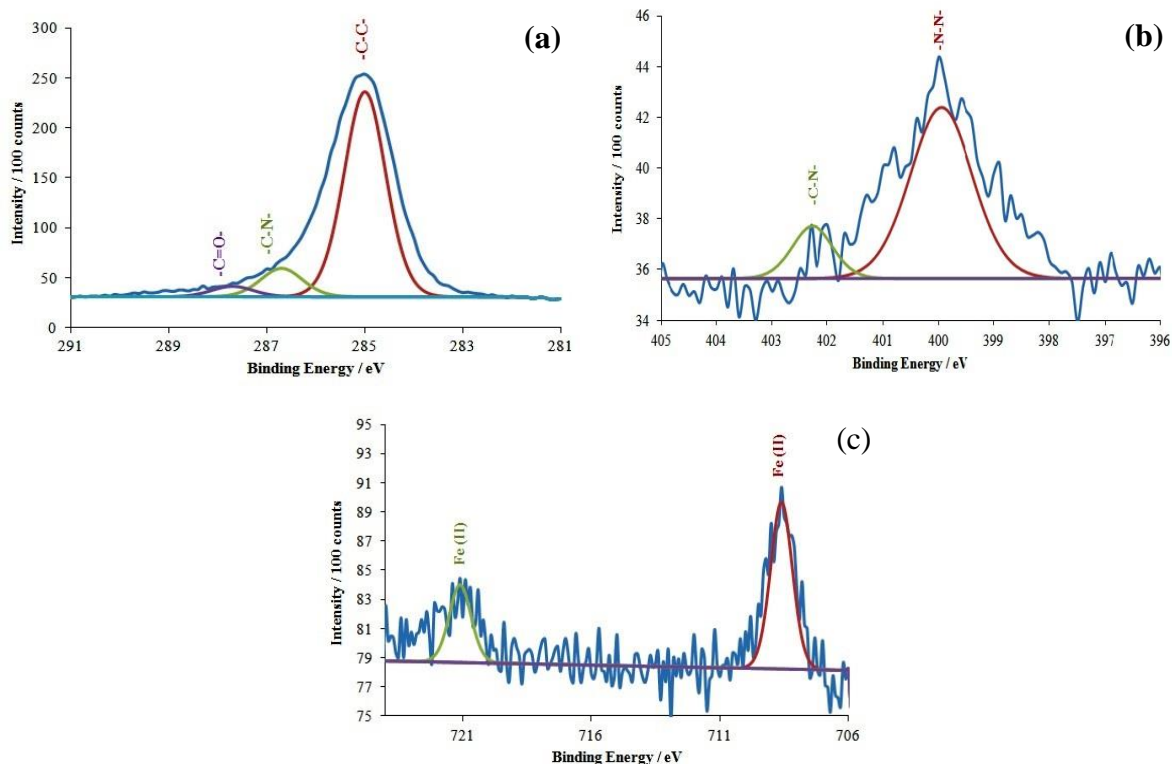 (a)
-C-C-
-C-N-
-C=O-
300
250
200
150
100
50
0
Intensity / 100 counts
291
289
287
285
283
281
Binding Energy / eV
(b)
-N-N-
-C-N-
46
44
42
40
38
36
34
Intensity / 100 counts
405
404
403
402
401
400
399
398
397
396
Binding Energy / eV
(c)
Fe (II)
Fe (II)
95
93
91
89
87
85
83
81
79
77
75
Intensity / 100 counts
721
716
711
706
Binding Energy / eV